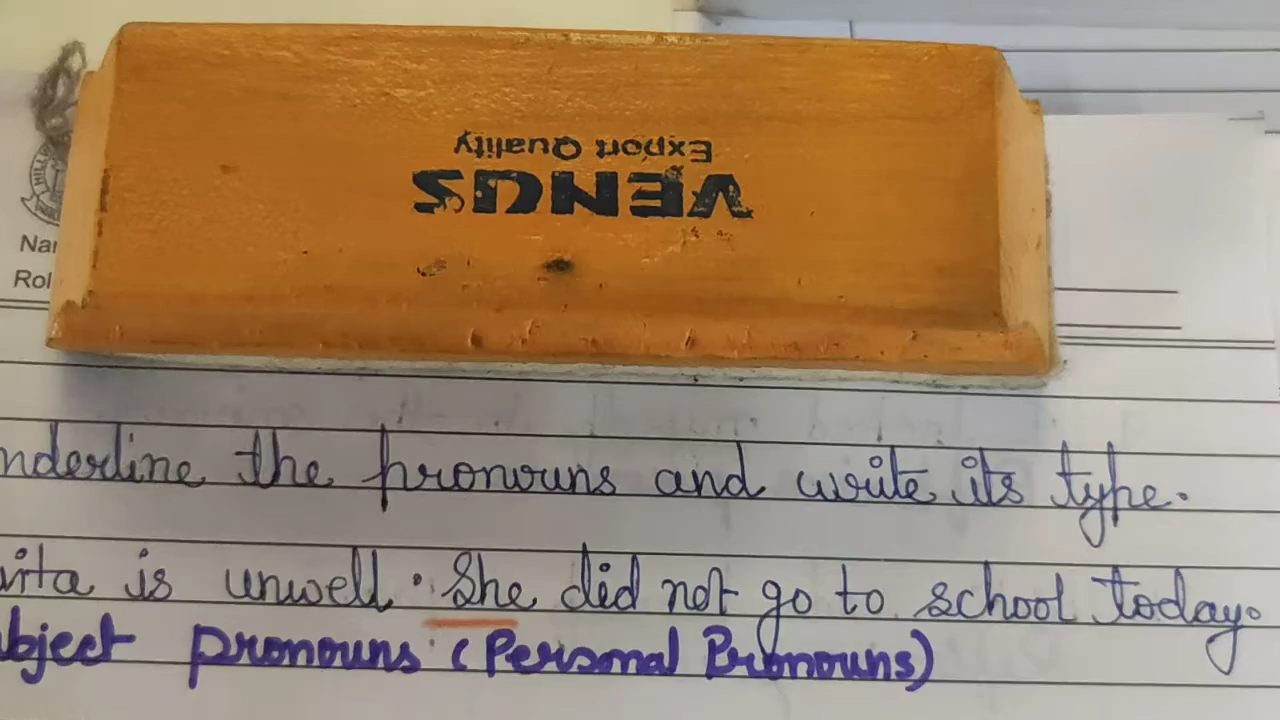 Export Quality
VENUS
HILLS
Nar
Rol
nderline the pronouns and write its type.
is unwell. She did not go to school today.
bject pronouns (Personal Pronouns)